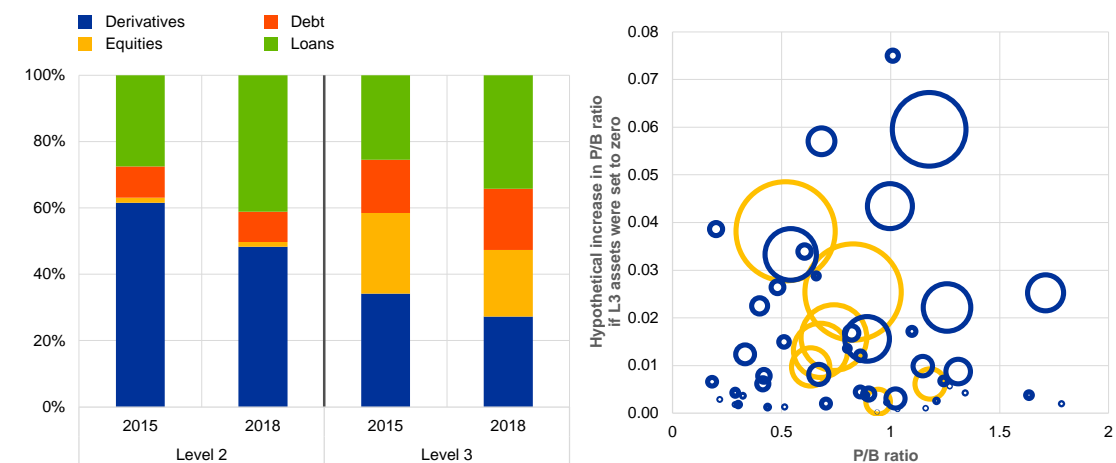 Derivatives
Debt
Equities
Loans
100%
80%
60%
40%
20%
0%
2015
2018
2015
2018
Level 2
Level 3
Hypothetical increase in P/B ratio
if L3 assets were set to zero
0.08
0.07
0.06
0.05
0.04
0.03
0.02
0.01
0.00
0
0.5
1
1.5
2
P/B ratio